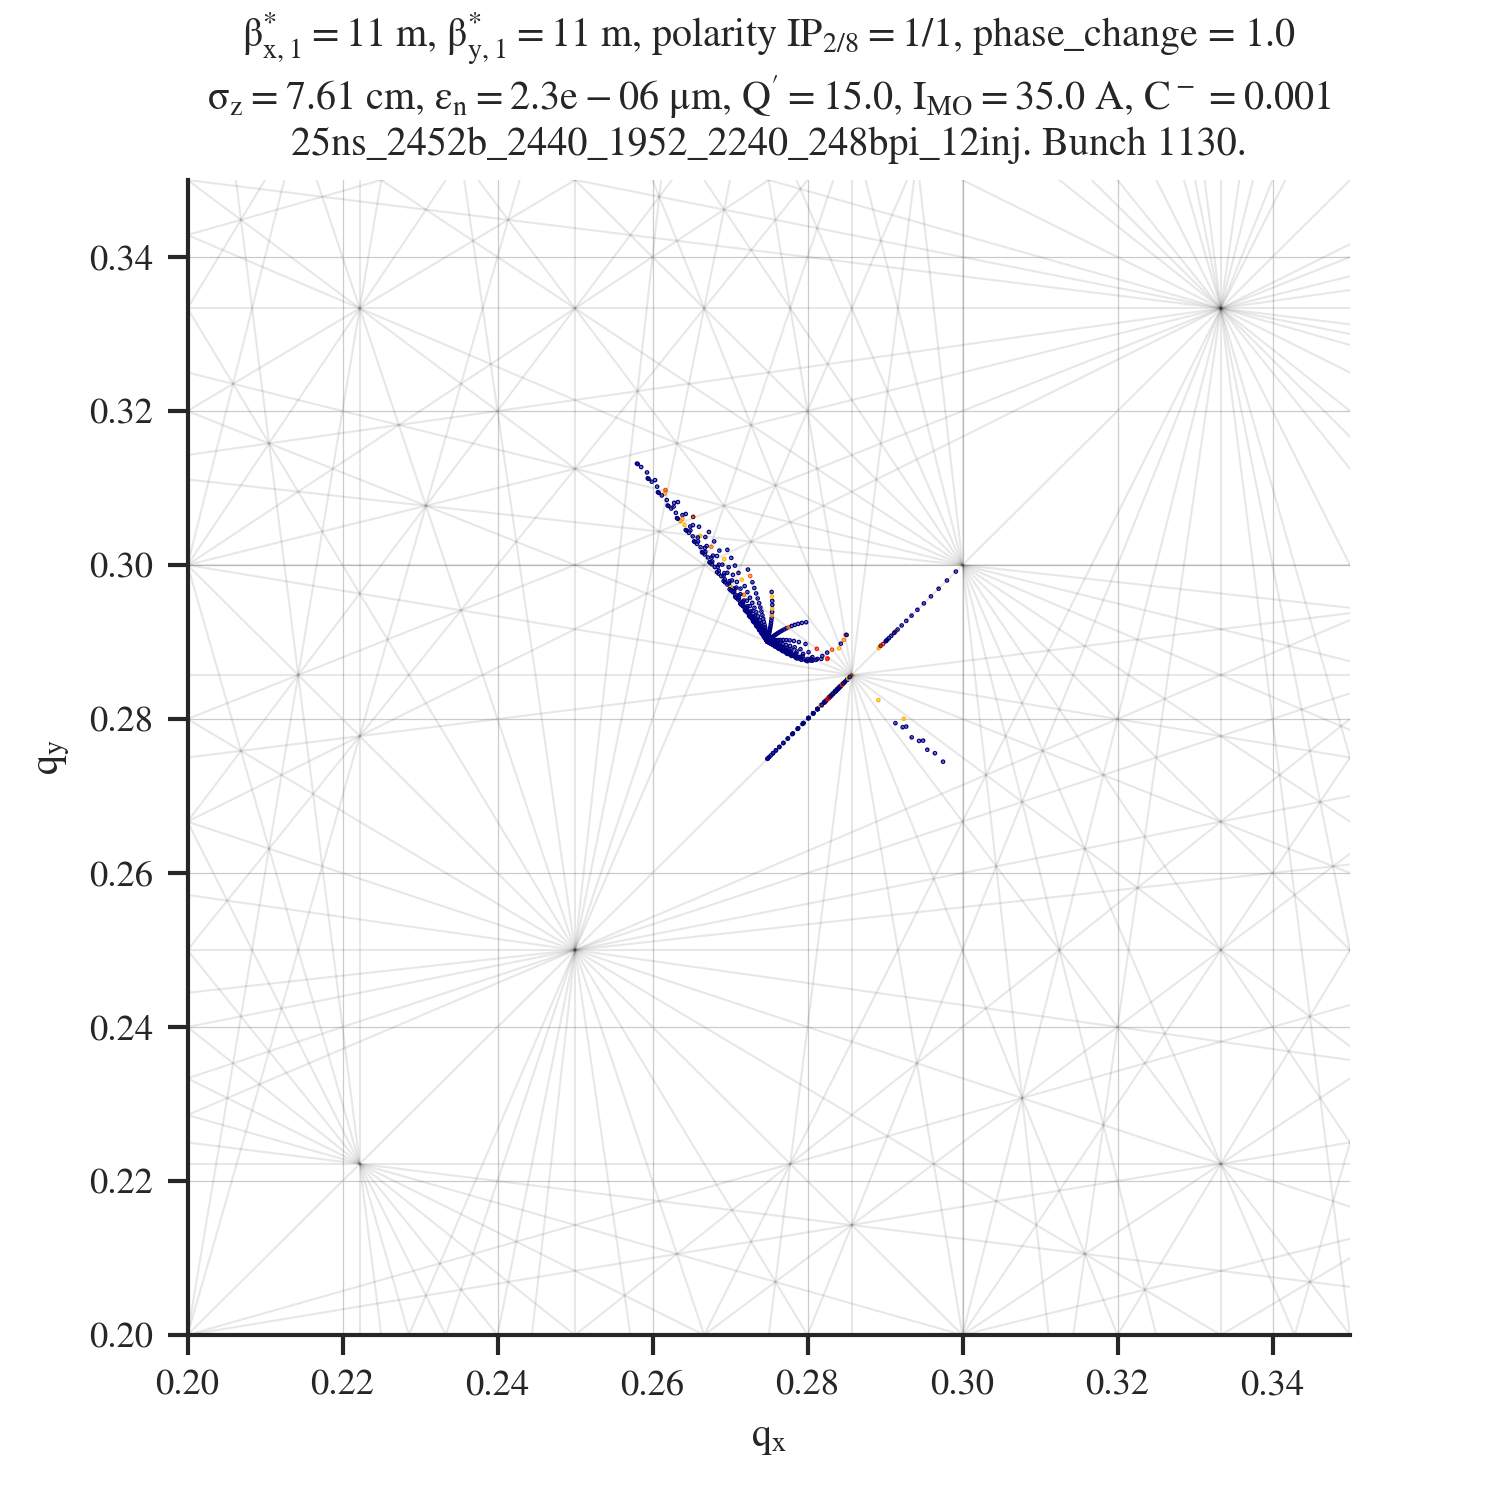 β*x, 1 = 11 m, β*y, 1 = 11 m, polarity IP2/8 = 1/1, phase_change = 1.0
σz = 7.61 cm, εn = 2.3e − 06 μm, Q′ = 15.0, IMO = 35.0 A, C− = 0.001
25ns_2452b_2440_1952_2240_248bpi_12inj. Bunch 1130.
0.34
0.32
0.30
0.28
qy
0.26
0.24
0.22
0.20
0.20 0.22 0.24 0.26 0.28 0.30 0.32 0.34
qx